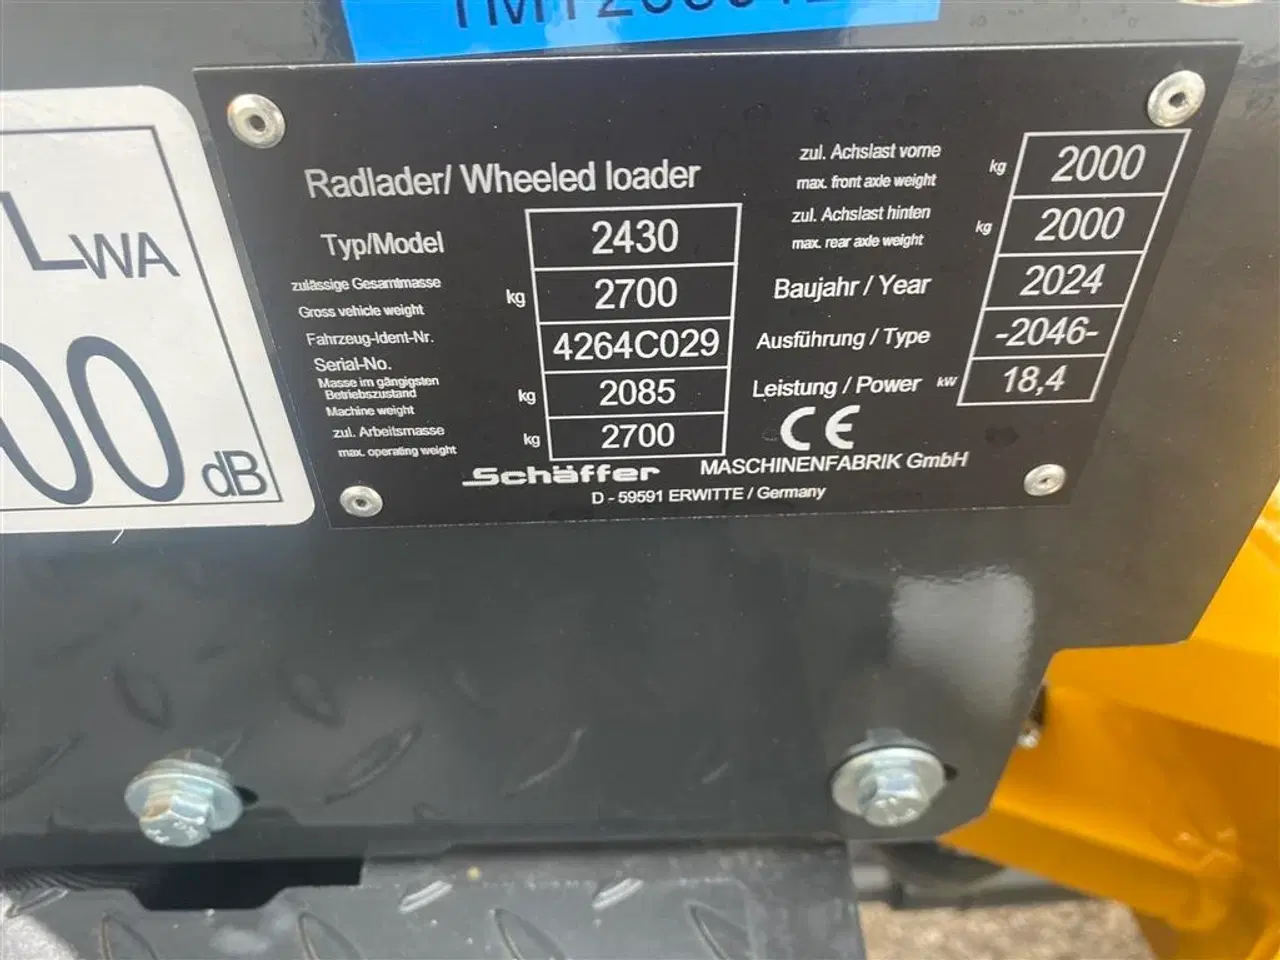 LWA
dB
Radlader/ Wheeled loader
Typ/Model 2430
zulässige Gesamtmasse
Gross vehicle weight kg 2700
Fahrzeug-Ident-Nr.
Serial-No. 4264C029
Masse im gängigsten
Betriebszustand
Machine weight kg 2085
zul. Arbeitsmasse
max. operating weight kg 2700
zul. Achslast vorne
max. front axle weight kg 2000
zul. Achslast hinten
max. rear axle weight kg 2000
Baujahr / Year 2024
Ausführung / Type -2046-
Leistung / Power kW 18,4
CE
Schäffer MASCHINENFABRIK GmbH
D - 59591 ERWITTE / Germany